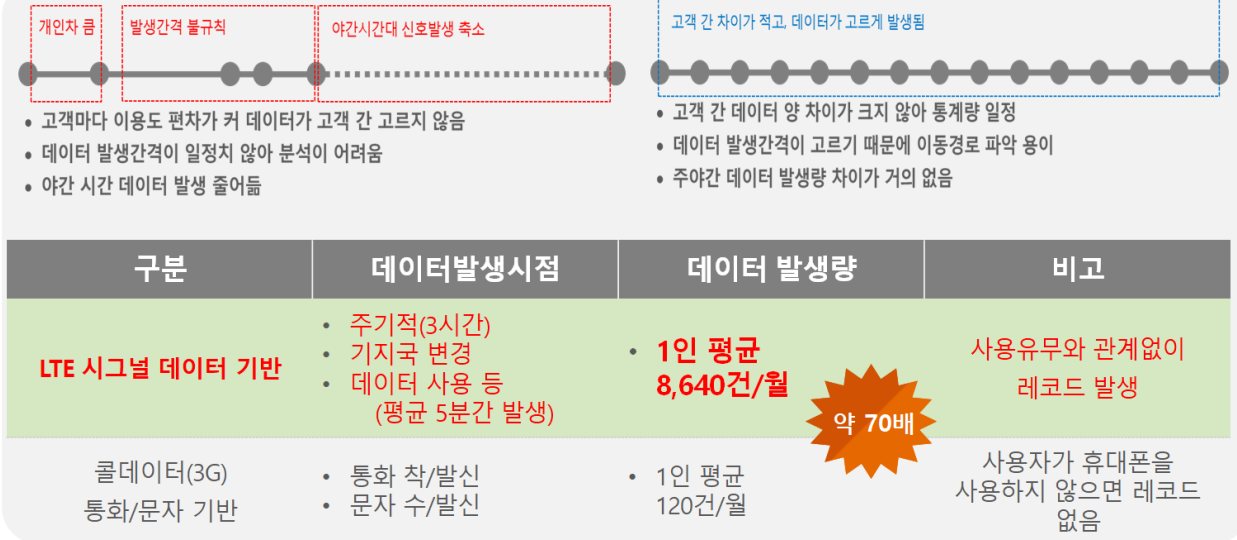 개인차 큼
발생간격 불규칙
야간시간대 신호발생 축소
• 고객마다 이용도 편차가 커 데이터가 고객 간 고르지 않음
• 데이터 발생간격이 일정치 않아 분석이 어려움
• 야간 시간 데이터 발생 줄어듦
고객 간 차이가 적고, 데이터가 고르게 발생됨
• 고객 간 데이터 양 차이가 크지 않아 통계량 일정
• 데이터 발생간격이 고르기 때문에 이동경로 파악 용이
• 주야간 데이터 발생량 차이가 거의 없음
구분
데이터발생시점
데이터 발생량
비고
LTE 시그널 데이터 기반
• 주기적(3시간)
• 기지국 변경
• 데이터 사용 등
(평균 5분간 발생)
• 1인 평균
8,640건/월
약 70배
사용유무와 관계없이
레코드 발생
콜데이터(3G)
통화/문자 기반
• 통화 착/발신
• 문자 수/발신
• 1인 평균
120건/월
사용자가 휴대폰을
사용하지 않으면 레코드
없음